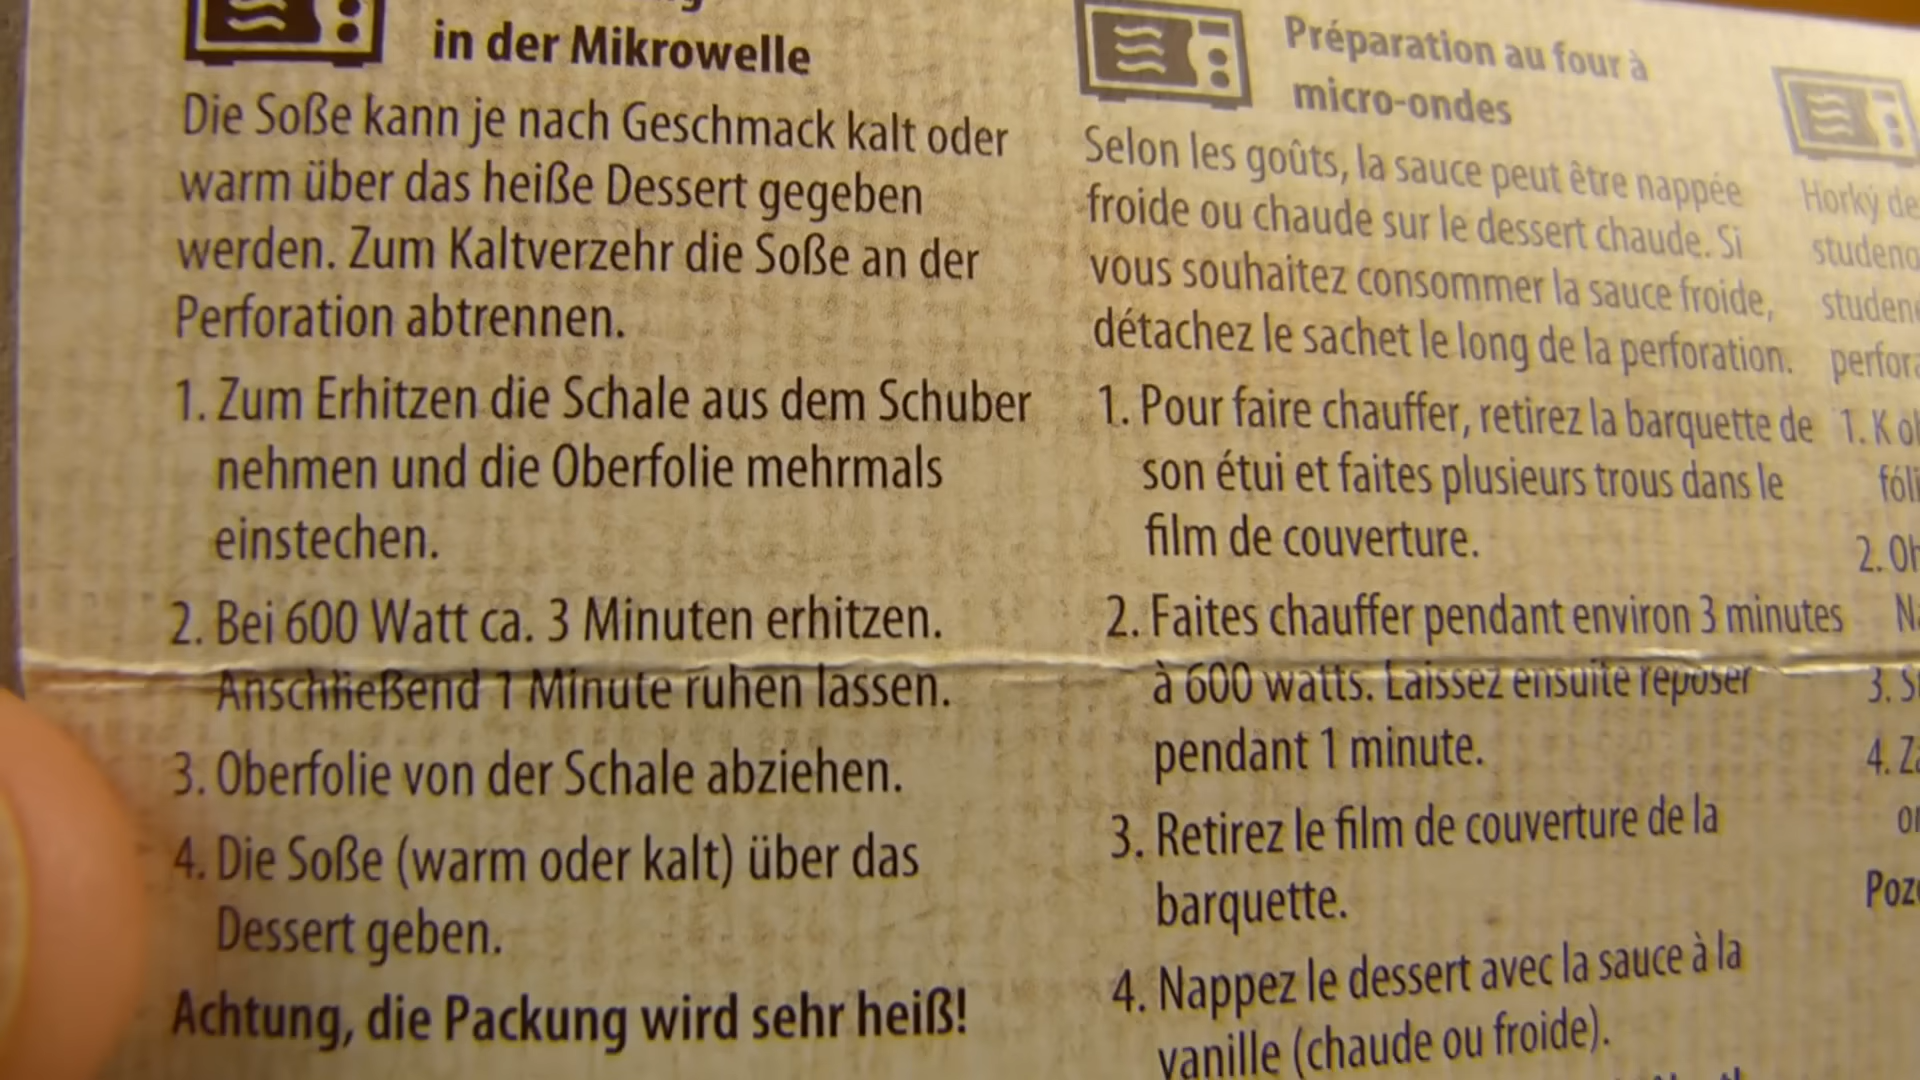 in der Mikrowelle
Die Soße kann je nach Geschmack kalt oder
warm über das heiße Dessert gegeben
werden. Zum Kaltverzehr die Soße an der
Perforation abtrennen.
1. Zum Erhitzen die Schale aus dem Schuber
nehmen und die Oberfolie mehrmals
einstechen.
2. Bei 600 Watt ca. 3 Minuten erhitzen.
Anschließend 1 Minute ruhen lassen.
3. Oberfolie von der Schale abziehen.
4. Die Soße (warm oder kalt) über das
Dessert geben.
Achtung, die Packung wird sehr heiß!
Préparation au four à
micro-ondes
Selon les goûts, la sauce peut être nappée
froide ou chaude sur le dessert chaude. Si
vous souhaitez consommer la sauce froide,
détachez le sachet le long de la perforation.
1. Pour faire chauffer, retirez la barquette de
son étui et faites plusieurs trous dans le
film de couverture.
2. Faites chauffer pendant environ 3 minutes
à 600 watts. Laissez ensuite reposer
pendant 1 minute.
3. Retirez le film de couverture de la
barquette.
4. Nappez le dessert avec la sauce à la
vanille (chaude ou froide).
Horký
1. K
2.
3.
4.